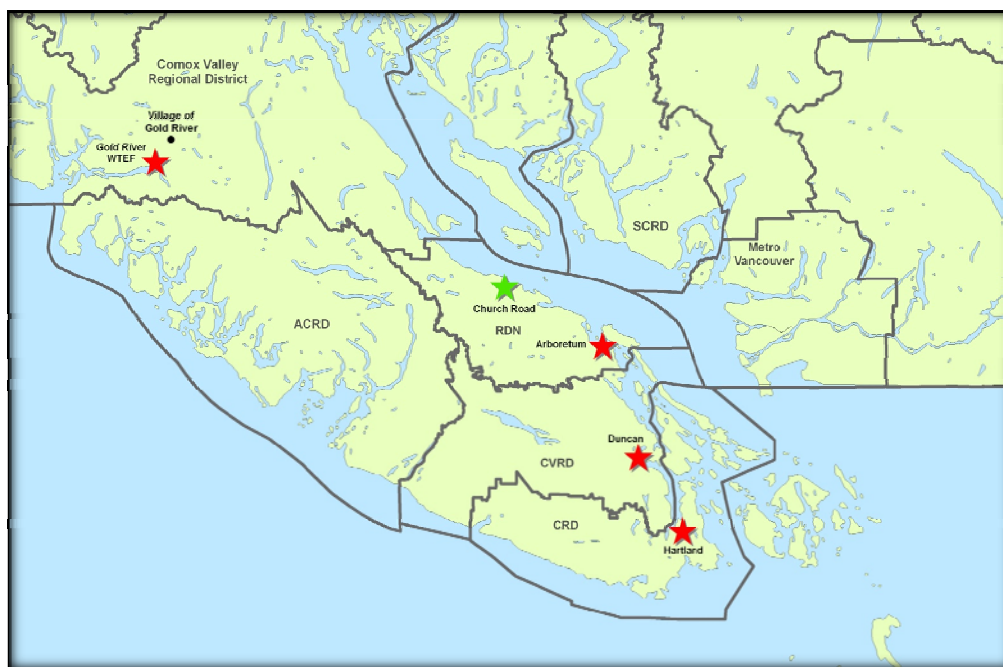 Comox Valley
Regional District
Village of
Gold River
Gold River
WTEF
SCRD
Metro
Vancouver
Church Road
ACRD
RDN
Arboretum
Duncan
CVRD
CRD
Hartland